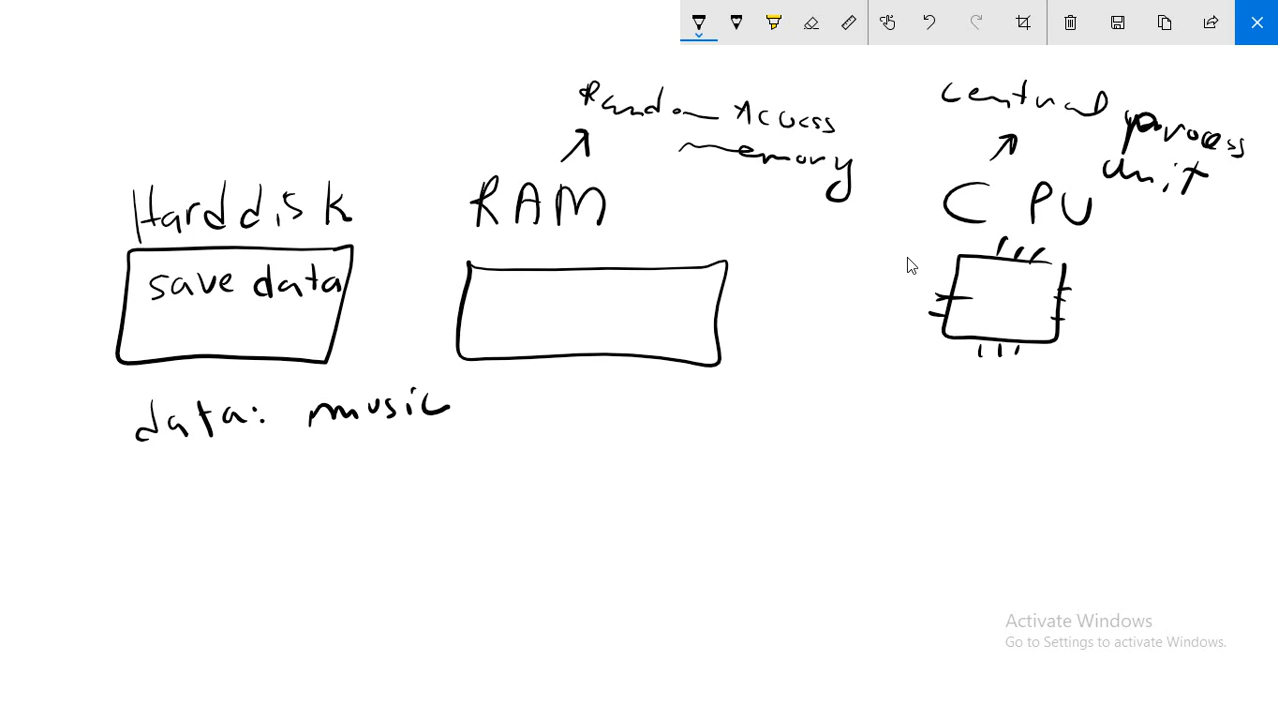 Random Access
memory
central process
unit
Harddisk
RAM
CPU
save data
data: music
Activate Windows
Go to Settings to activate Windows.